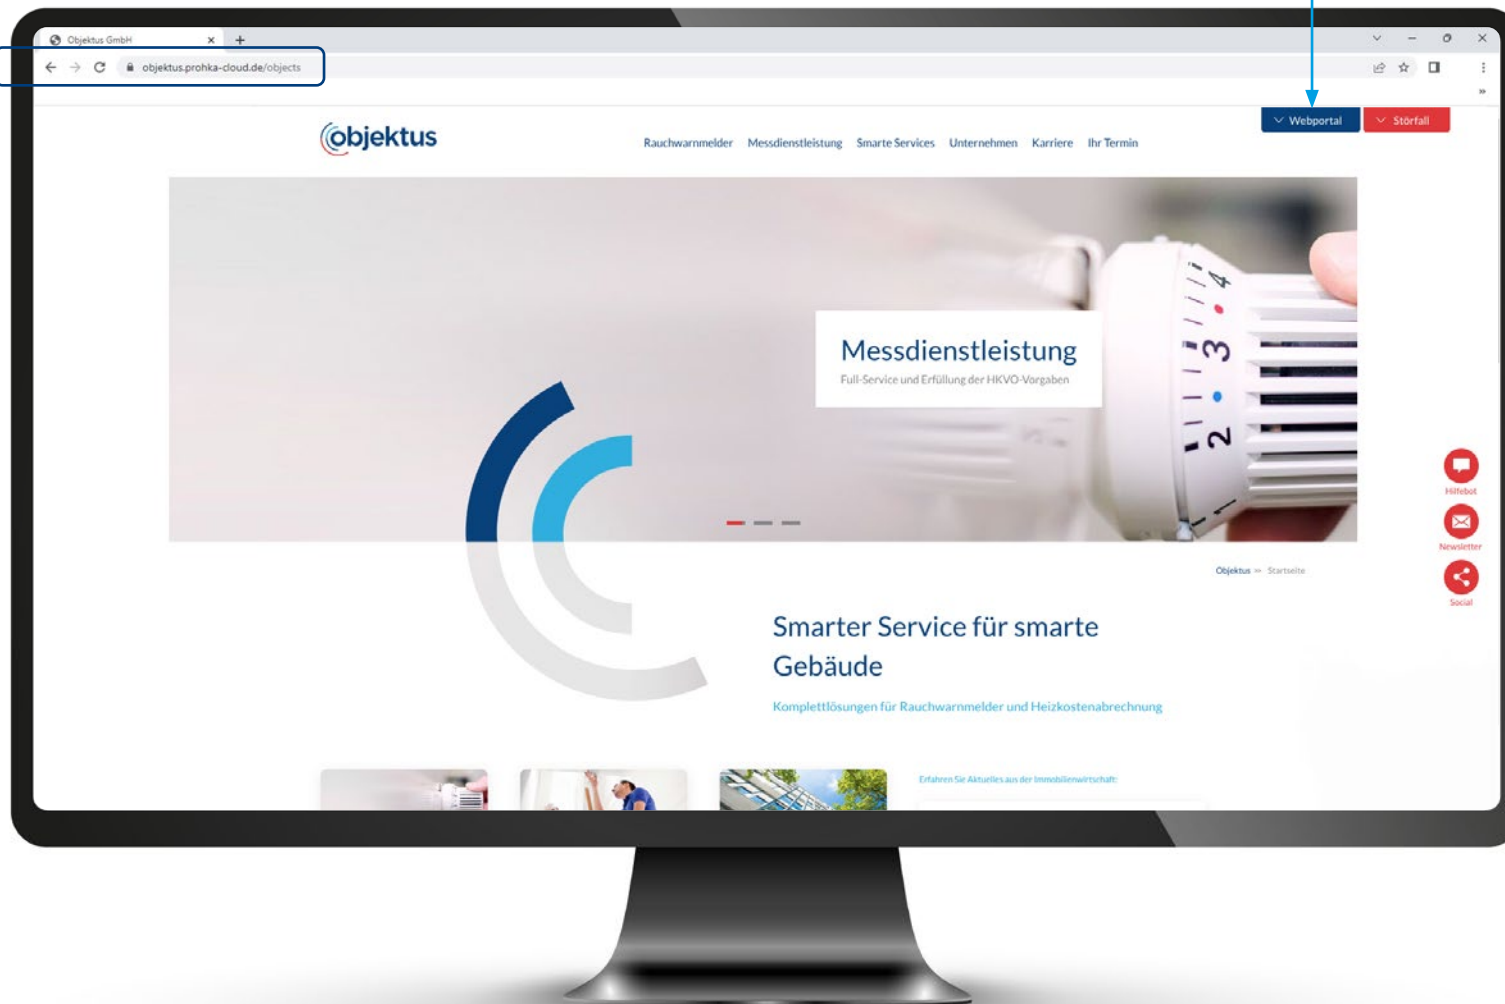 Objektus GmbH
objektus.prohka-cloud.de/objects
Webportal
Störfall
objektus
Rauchwarnmelder Messdienstleistung Smarte Services Unternehmen Karriere Ihr Termin
Messdienstleistung
Full-Service und Erfüllung der HKVO-Vorgaben
4
3
2
1
Hilfebot
Newsletter
Social
Objektus » Startseite
Smarter Service für smarte
Gebäude
Komplettlösungen für Rauchwarnmelder und Heizkostenabrechnung
Erfahren Sie Aktuelles aus der Immobilienwirtschaft: